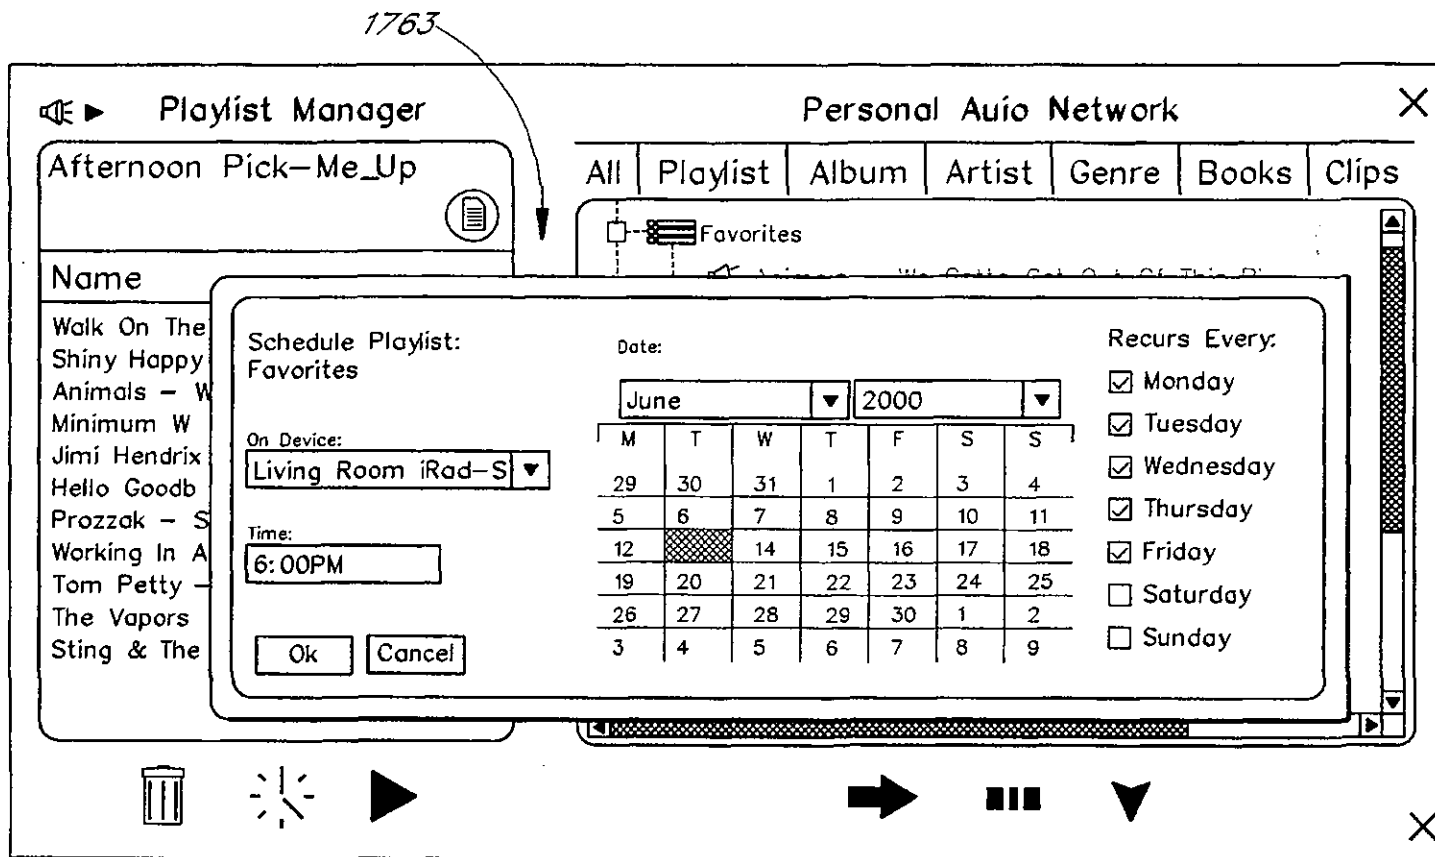 1763
Playlist Manager
Personal Auio Network
Afternoon Pick-Me_Up
All Playlist Album Artist Genre Books Clips
Favorites
Name
Walk On The
Shiny Happy
Animals - W
Minimum W
Jimi Hendrix
Hello Goodb
Prozzak - S
Working In A
Tom Petty -
The Vapors
Sting & The
Schedule Playlist:
Favorites
On Device:
Living Room iRad-S
Time:
6:00PM
Ok Cancel
Date:
June 2000
M T W T F S S
29 30 31 1 2 3 4
5 6 7 8 9 10 11
12 14 15 16 17 18
19 20 21 22 23 24 25
26 27 28 29 30 1 2
3 4 5 6 7 8 9
Recurs Every:
Monday
Tuesday
Wednesday
Thursday
Friday
Saturday
Sunday